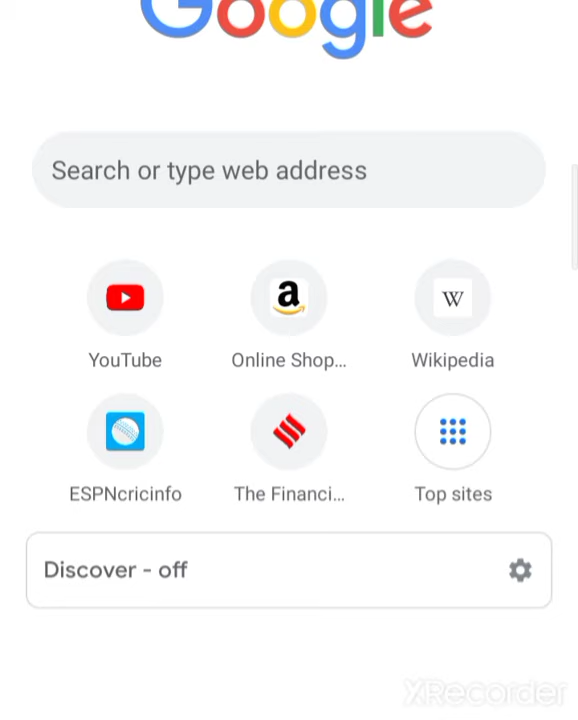 Google
Search or type web address
YouTube
Online Shop...
Wikipedia
ESPNcricinfo
The Financi...
Top sites
Discover - off
XRecorder